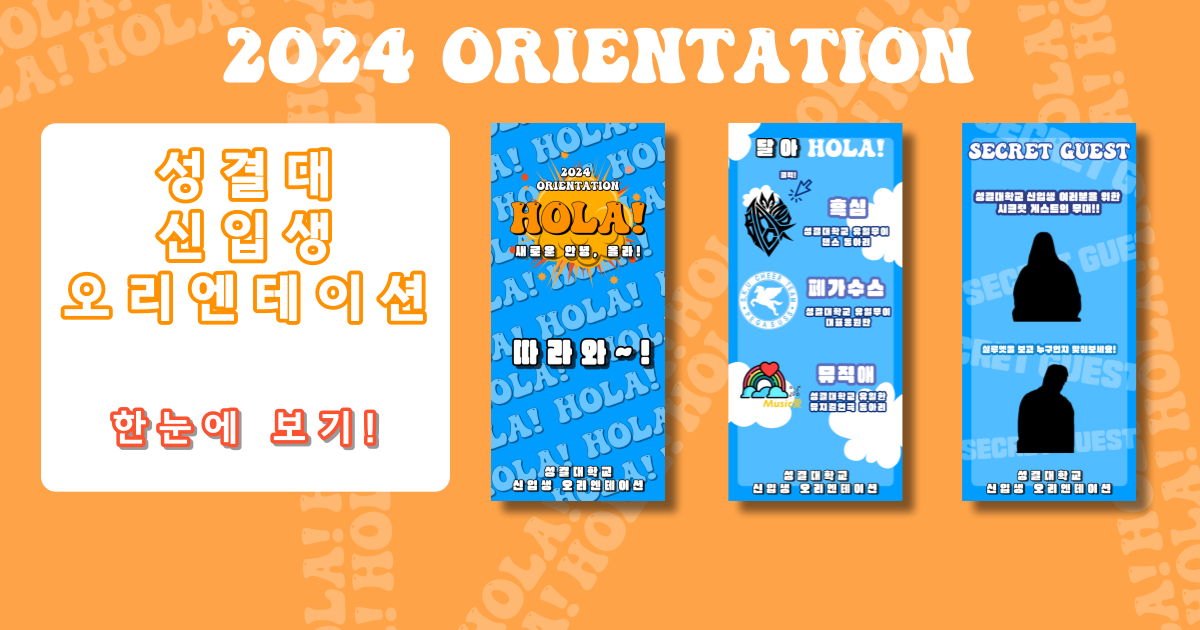 2024 ORIENTATION
성결대
신입생
오리엔테이션
한눈에 보기!
2024
ORIENTATION
HOLA!
새로운 안녕, 올라!
따라와~!
성결대학교
신입생 오리엔테이션
달아 HOLA!
클릭!
흑심
성결대학교 유일무이
댄스 동아리
페가수스
성결대학교 유일무이
대표응원단
뮤직애
성결대학교 유일한
뮤지컬연극 동아리
성결대학교
신입생 오리엔테이션
SECRET GUEST
성결대학교 신입생 여러분을 위한
시크릿 게스트의 무대!!
실루엣을 보고 누구인지 맞춰보세요!
성결대학교
신입생 오리엔테이션